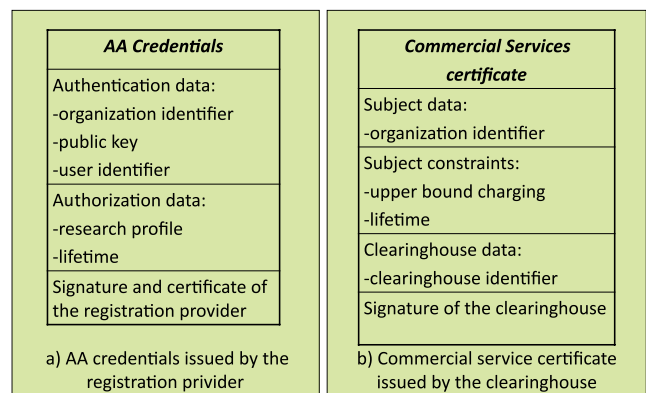 AA Credentials
Authentication data:
-organization identifier
-public key
-user identifier
Authorization data:
-research profile
-lifetime
Signature and certificate of
the registration provider
a) AA credentials issued by the
registration privider
Commercial Services
certificate
Subject data:
-organization identifier
Subject constraints:
-upper bound charging
-lifetime
Clearinghouse data:
-clearinghouse identifier
Signature of the clearinghouse
b) Commercial service certificate
issued by the clearinghouse